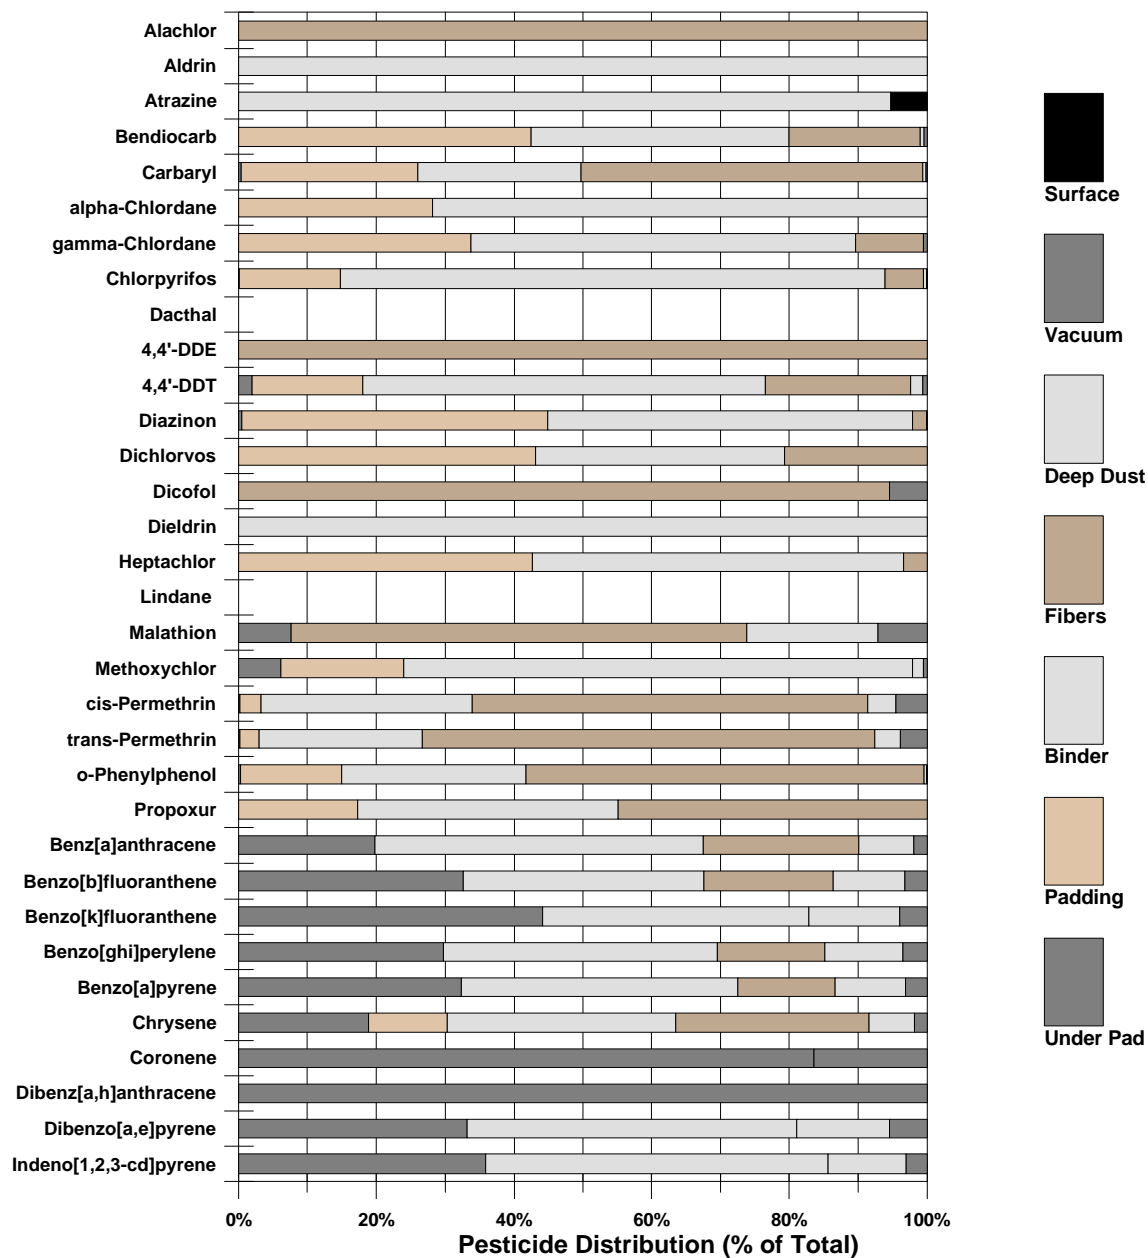 Alachlor
Aldrin
Atrazine
Bendiocarb
Carbaryl
alpha-Chlordane
gamma-Chlordane
Chlorpyrifos
Dacthal
4,4'-DDE
4,4'-DDT
Diazinon
Dichlorvos
Dicofol
Dieldrin
Heptachlor
Lindane
Malathion
Methoxychlor
cis-Permethrin
trans-Permethrin
o-Phenylphenol
Propoxur
Benz[a]anthracene
Benzo[b]fluoranthene
Benzo[k]fluoranthene
Benzo[ghi]perylene
Benzo[a]pyrene
Chrysene
Coronene
Dibenz[a,h]anthracene
Dibenzo[a,e]pyrene
Indeno[1,2,3-cd]pyrene
0% 20% 40% 60% 80% 100%
Pesticide Distribution (% of Total)
Surface
Vacuum
Deep Dust
Fibers
Binder
Padding
Under Pad